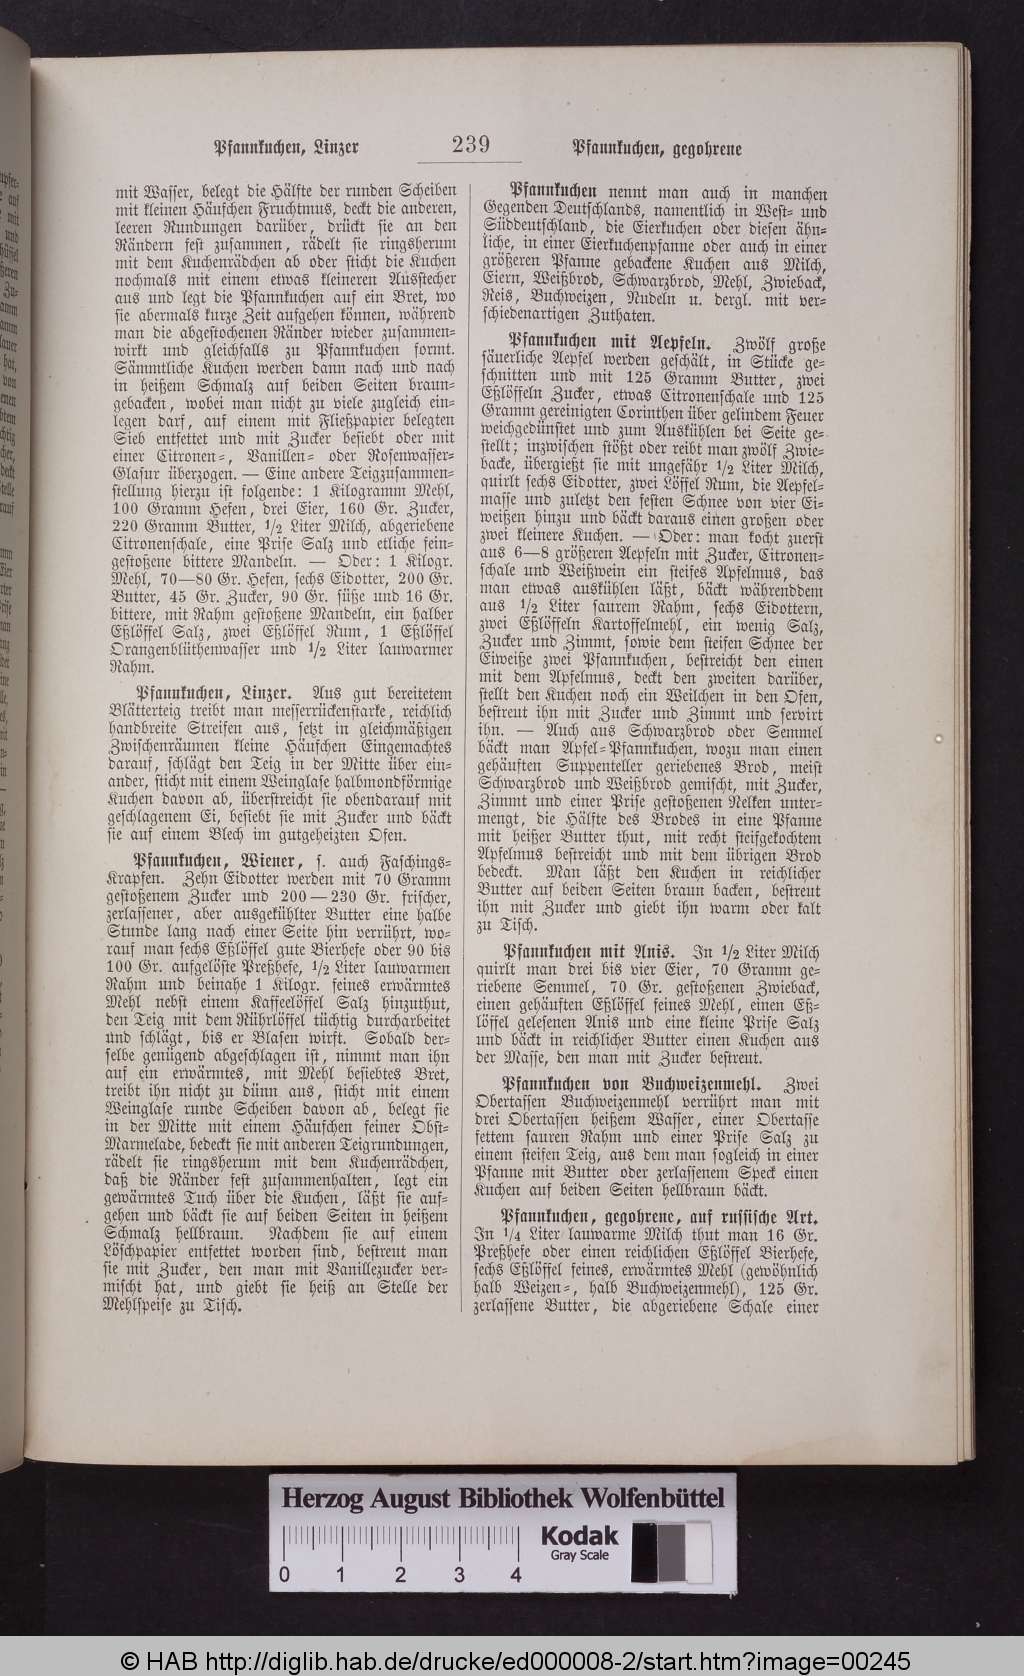 Pfannkuchen, Linzer 239 Pfannkuchen, gegohrene
mit Wasser, belegt die Hälfte der runden Scheiben
mit kleinen Häufchen Fruchtmus, deckt die anderen,
leeren Rundungen darüber, drückt sie an den
Rändern fest zusammen, rädelt sie ringsherum
mit dem Kuchenrädchen ab oder sticht die Kuchen
nochmals mit einem etwas kleineren Ausstecher
aus und legt die Pfannkuchen auf ein Bret, wo
sie abermals kurze Zeit aufgehen können, während
man die abgestochenen Ränder wieder zusammen-
wirkt und gleichfalls zu Pfannkuchen formt.
Sämmtliche Kuchen werden dann nach und nach
in heißem Schmalz auf beiden Seiten braun-
gebacken, wobei man nicht zu viele zugleich ein-
legen darf, auf einem mit Fließpapier belegten
Sieb entfettet und mit Zucker besiebt oder mit
einer Citronen-, Vanillen- oder Rosenwasser-
Glasur überzogen. — Eine andere Teigzusammen-
stellung hierzu ist folgende: 1 Kilogramm Mehl,
100 Gramm Hefen, drei Eier, 160 Gr. Zucker,
220 Gramm Butter, 1/2 Liter Milch, abgeriebene
Citronenschale, eine Prise Salz und etliche fein-
gestoßene bittere Mandeln. — Oder: 1 Kilogr.
Mehl, 70—80 Gr. Hefen, sechs Eidotter, 200 Gr.
Butter, 45 Gr. Zucker, 90 Gr. süße und 16 Gr.
bittere, mit Rahm gestoßene Mandeln, ein halber
Eßlöffel Salz, zwei Eßlöffel Rum, 1 Eßlöffel
Orangenblüthenwasser und 1/2 Liter lauwarmer
Rahm.
Pfannkuchen, Linzer. Aus gut bereitetem
Blätterteig treibt man messerrückenstarke, reichlich
handbreite Streifen aus, setzt in gleichmäßigen
Zwischenräumen kleine Häufchen Eingemachtes
darauf, schlägt den Teig in der Mitte über ein-
ander, sticht mit einem Weinglase halbmondförmige
Kuchen davon ab, überstreicht sie obendarauf mit
geschlagenem Ei, besiebt sie mit Zucker und bäckt
sie auf einem Blech im gutgeheizten Ofen.
Pfannkuchen, Wiener, s. auch Faschings-
Krapfen. Zehn Eidotter werden mit 70 Gramm
gestoßenem Zucker und 200—230 Gr. frischer,
zerlassener, aber ausgekühlter Butter eine halbe
Stunde lang nach einer Seite hin verrührt, wo-
rauf man sechs Eßlöffel gute Bierhefe oder 90 bis
100 Gr. aufgelöste Preßhefe, 1/2 Liter lauwarmen
Rahm und beinahe 1 Kilogr. feines erwärmtes
Mehl nebst einem Kaffeelöffel Salz hinzuthut,
den Teig mit dem Rührlöffel tüchtig durcharbeitet
und schlägt, bis er Blasen wirft. Sobald der-
selbe genügend abgeschlagen ist, nimmt man ihn
auf ein erwärmtes, mit Mehl besiebtes Bret,
treibt ihn nicht zu dünn aus, sticht mit einem
Weinglase runde Scheiben davon ab, belegt sie
in der Mitte mit einem Häufchen feiner Obst-
Marmelade, bedeckt sie mit anderen Teigrundungen,
rädelt sie ringsherum mit dem Kuchenrädchen,
daß die Ränder fest zusammenhalten, legt ein
gewärmtes Tuch über die Kuchen, läßt sie auf-
gehen und bäckt sie auf beiden Seiten in heißem
Schmalz hellbraun. Nachdem sie auf einem
Löschpapier entfettet worden sind, bestreut man
sie mit Zucker, den man mit Vanillezucker ver-
mischt hat, und giebt sie heiß an Stelle der
Mehlspeise zu Tisch.
Pfannkuchen nennt man auch in manchen
Gegenden Deutschlands, namentlich in West- und
Süddeutschland, die Eierkuchen oder diesen ähn-
liche, in einer Eierkuchenpfanne oder auch in einer
größeren Pfanne gebackene Kuchen aus Milch,
Eiern, Weißbrod, Schwarzbrod, Mehl, Zwieback,
Reis, Buchweizen, Nudeln u. dergl. mit ver-
schiedenartigen Zuthaten.
Pfannkuchen mit Aepfeln. Zwölf große
säuerliche Aepfel werden geschält, in Stücke ge-
schnitten und mit 125 Gramm Butter, zwei
Eßlöffeln Zucker, etwas Citronenschale und 125
Gramm gereinigten Corinthen über gelindem Feuer
weichgedünstet und zum Auskühlen bei Seite ge-
stellt; inzwischen stößt oder reibt man zwölf Zwie-
backe, übergießt sie mit ungefähr 1/2 Liter Milch,
quirlt sechs Eidotter, zwei Löffel Rum, die Aepfel-
masse und zuletzt den festen Schnee von vier Ei-
weißen hinzu und bäckt daraus einen großen oder
zwei kleinere Kuchen. — Oder: man kocht zuerst
aus 6—8 größeren Aepfeln mit Zucker, Citronen-
schale und Weißwein ein steifes Apfelmus, das
man etwas auskühlen läßt, bäckt währenddem
aus 1/2 Liter saurem Rahm, sechs Eidottern,
zwei Eßlöffeln Kartoffelmehl, ein wenig Salz,
Zucker und Zimmt, sowie dem steifen Schnee der
Eiweiße zwei Pfannkuchen, bestreicht den einen
mit dem Apfelmus, deckt den zweiten darüber,
stellt den Kuchen noch ein Weilchen in den Ofen,
bestreut ihn mit Zucker und Zimmt und servirt
ihn. — Auch aus Schwarzbrod oder Semmel
bäckt man Apfel-Pfannkuchen, wozu man einen
gehäuften Suppenteller geriebenes Brod, meist
Schwarzbrod und Weißbrod gemischt, mit Zucker,
Zimmt und einer Prise gestoßenen Nelken unter-
mengt, die Hälfte des Brodes in eine Pfanne
mit heißer Butter thut, mit recht steifgekochtem
Apfelmus bestreicht und mit dem übrigen Brod
bedeckt. Man läßt den Kuchen in reichlicher
Butter auf beiden Seiten braun backen, bestreut
ihn mit Zucker und giebt ihn warm oder kalt
zu Tisch.
Pfannkuchen mit Anis. In 1/2 Liter Milch
quirlt man drei bis vier Eier, 70 Gramm ge-
riebene Semmel, 70 Gr. gestoßenen Zwieback,
einen gehäuften Eßlöffel feines Mehl, einen Eß-
löffel gelesenen Anis und eine kleine Prise Salz
und bäckt in reichlicher Butter einen Kuchen aus
der Masse, den man mit Zucker bestreut.
Pfannkuchen von Buchweizenmehl. Zwei
Obertassen Buchweizenmehl verrührt man mit
drei Obertassen heißem Wasser, einer Obertasse
fettem sauren Rahm und einer Prise Salz zu
einem steifen Teig, aus dem man sogleich in einer
Pfanne mit Butter oder zerlassenem Speck einen
Kuchen auf beiden Seiten hellbraun bäckt.
Pfannkuchen, gegohrene, auf russische Art.
In 1/4 Liter lauwarme Milch thut man 16 Gr.
Preßhefe oder einen reichlichen Eßlöffel Bierhefe,
sechs Eßlöffel feines, erwärmtes Mehl (gewöhnlich
halb Weizen-, halb Buchweizenmehl), 125 Gr.
zerlassene Butter, die abgeriebene Schale einer
Herzog August Bibliothek Wolfenbüttel
Kodak
Gray Scale
0 1 2 3 4
© HAB http://diglib.hab.de/drucke/ed000008-2/start.htm?image=00245